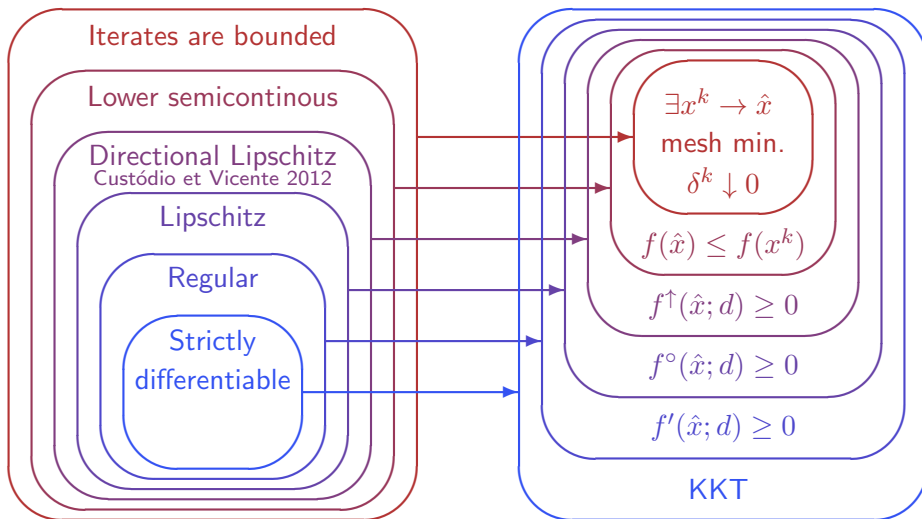 Iterates are bounded
Lower semicontinous
Directional Lipschitz
Custódio et Vicente 2012
Lipschitz
Regular
Strictly
differentiable
∃x^k → x̂
mesh min.
δ^k ↓ 0
f(x̂) ≤ f(x^k)
f^↑(x̂; d) ≥ 0
f°(x̂; d) ≥ 0
f′(x̂; d) ≥ 0
KKT